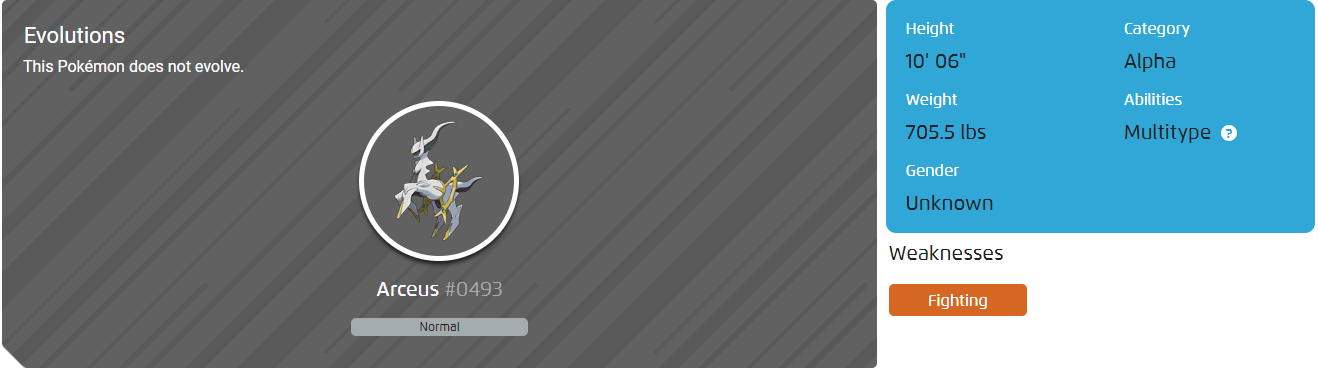 Evolutions
This Pokémon does not evolve.
Arceus #0493
Normal
Height
10' 06"
Weight
705.5 lbs
Gender
Unknown
Category
Alpha
Abilities
Multitype ?
Weaknesses
Fighting